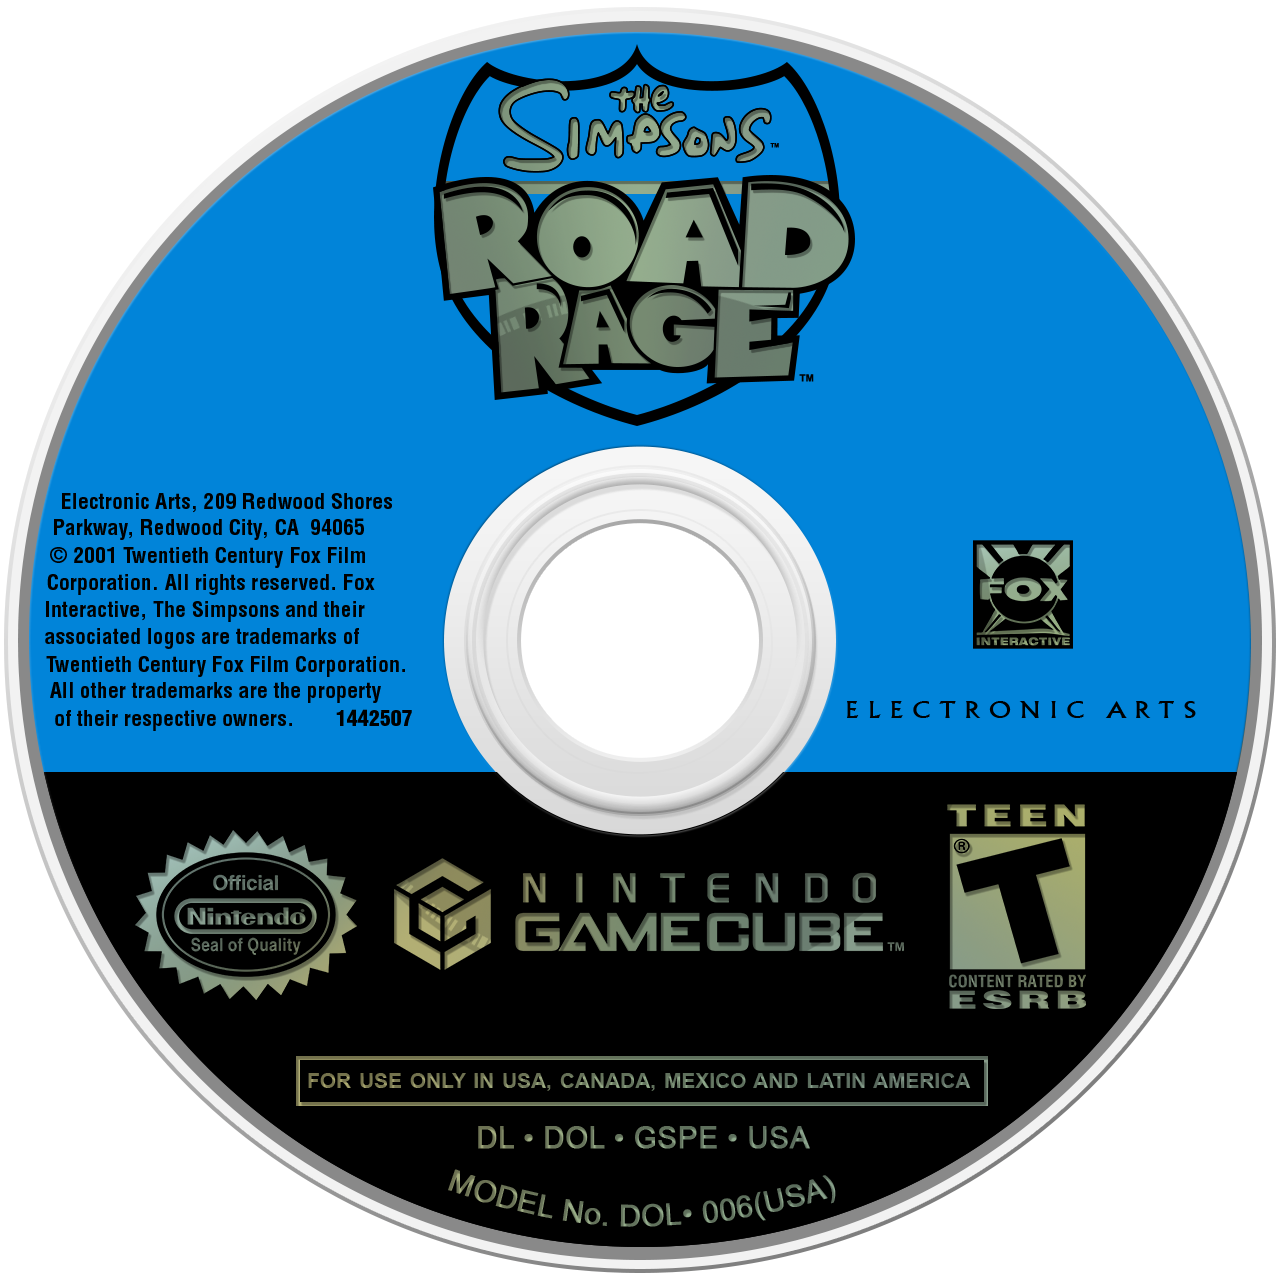 THE
SIMPSONS™
ROAD
RAGE™
Electronic Arts, 209 Redwood Shores
Parkway, Redwood City, CA 94065
© 2001 Twentieth Century Fox Film
Corporation. All rights reserved. Fox
Interactive, The Simpsons and their
associated logos are trademarks of
Twentieth Century Fox Film Corporation.
All other trademarks are the property
of their respective owners. 1442507
FOX
INTERACTIVE
ELECTRONIC ARTS
Official
Nintendo®
Seal of Quality
NINTENDO
GAMECUBE™
TEEN
®
T
CONTENT RATED BY
ESRB
FOR USE ONLY IN USA, CANADA, MEXICO AND LATIN AMERICA
DL • DOL • GSPE • USA
MODEL No. DOL• 006(USA)